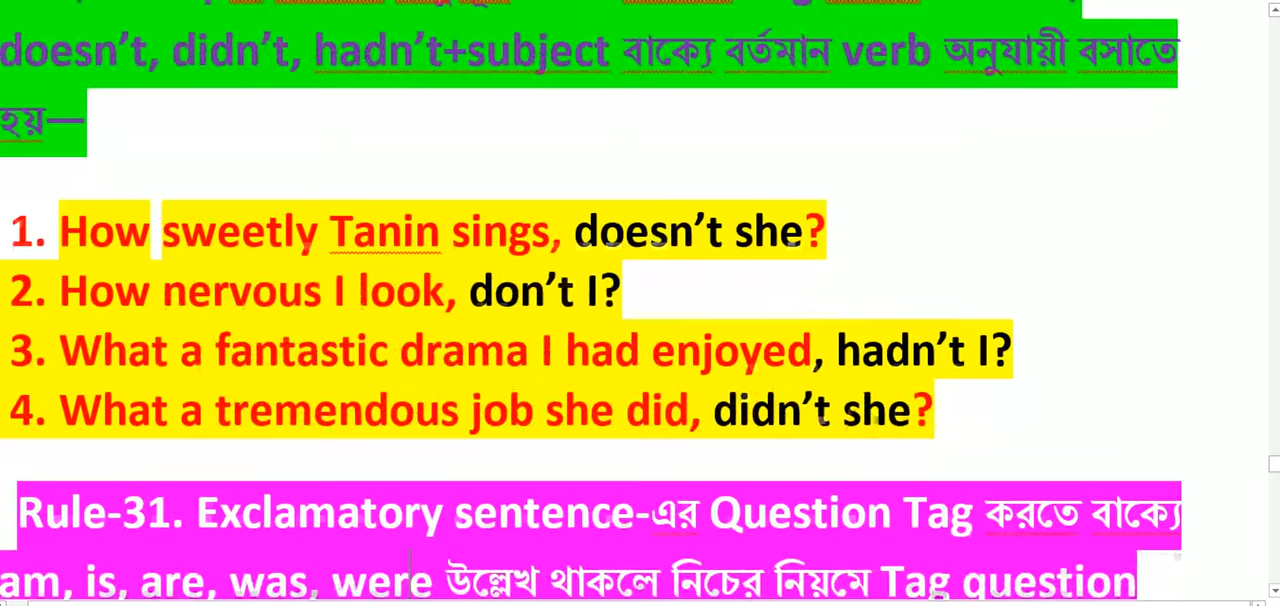 doesn’t, didn’t, hadn’t+subject বাক্যে বর্তমান verb অনুযায়ী বসাতে
হয়—
1. How sweetly Tanin sings, doesn’t she?
2. How nervous I look, don’t I?
3. What a fantastic drama I had enjoyed, hadn’t I?
4. What a tremendous job she did, didn’t she?
Rule-31. Exclamatory sentence-এর Question Tag করতে বাক্যে
am, is, are, was, were উল্লেখ থাকলে নিচের নিয়মে Tag question